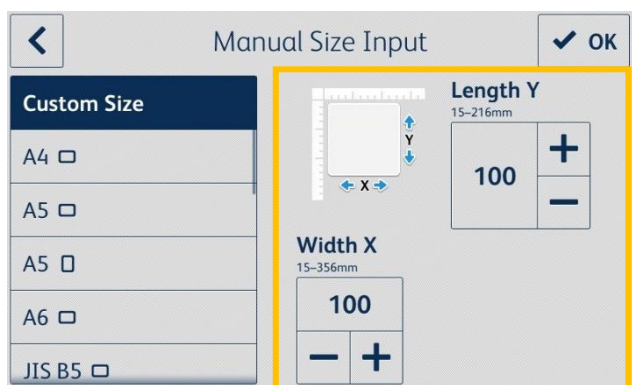 Manual Size Input
OK
Custom Size
A4
A5
A5
A6
JIS B5
Y
X
Length Y
15–216mm
100
Width X
15–356mm
100